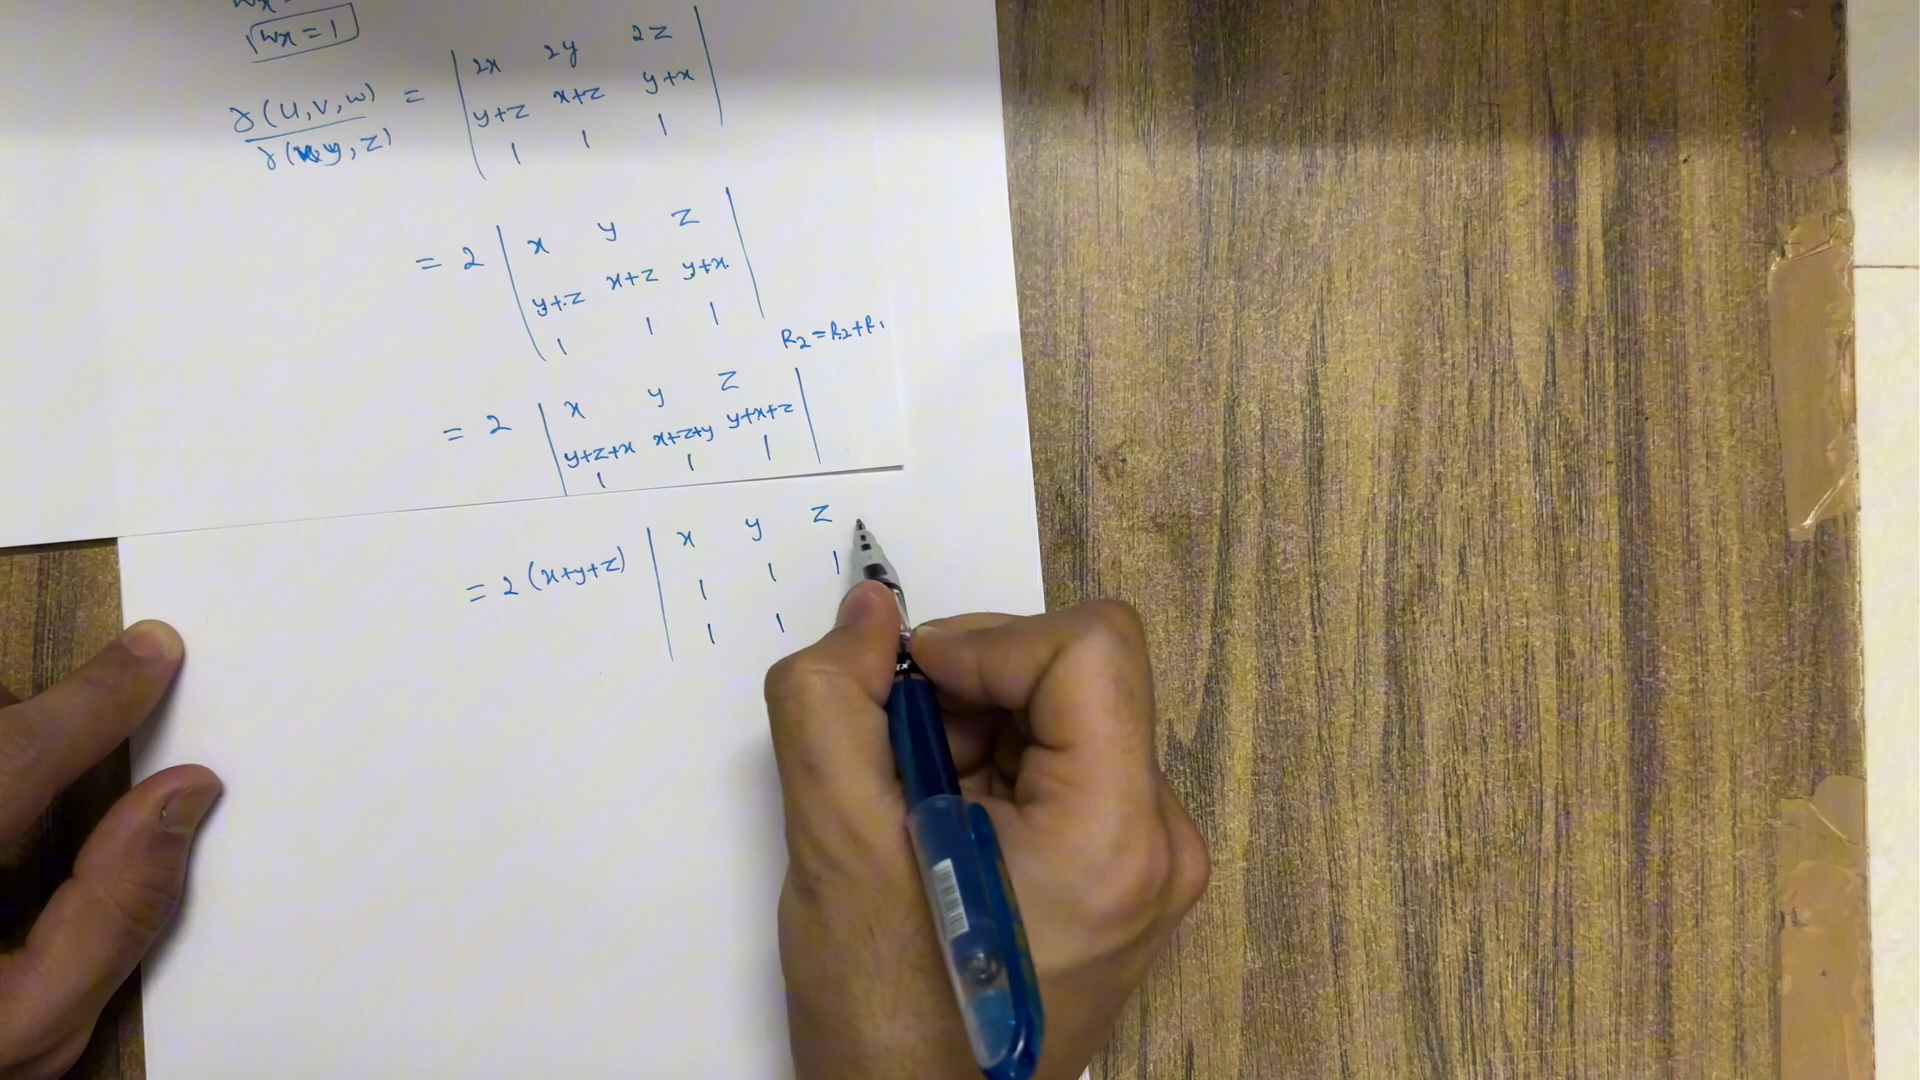 wx = 1
∂(u,v,w) / ∂(x,y,z) = | 2x 2y 2z |
| y+z x+z y+x |
| 1 1 1 |
= 2 | x y z |
| y+z x+z y+x |
| 1 1 1 |
R2 = R2+R1
= 2 | x y z |
| y+z+x x+z+y y+x+z |
| 1 1 1 |
= 2 (x+y+z) | x y z
| 1 1 1
| 1 1